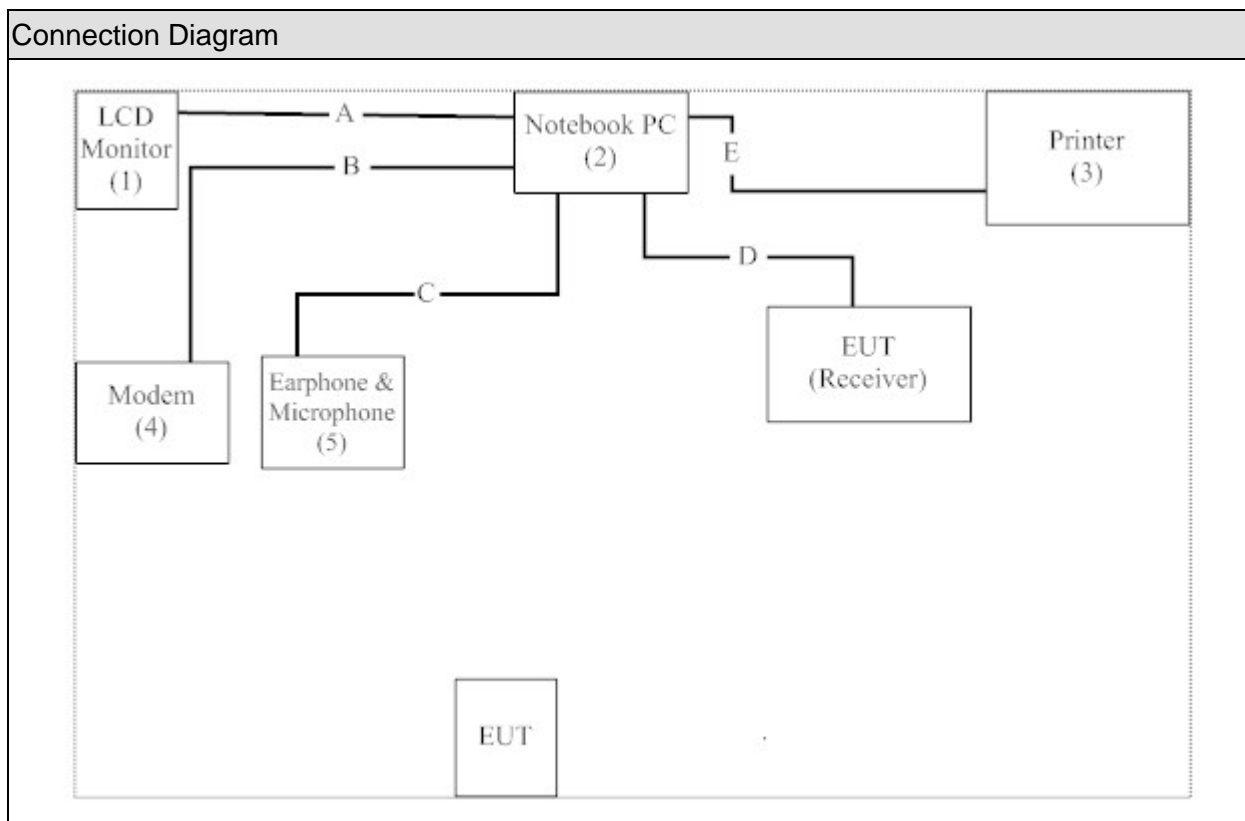 Connection Diagram
LCD
Monitor
(1)
A
Notebook PC
(2)
E
Printer
(3)
B
D
C
EUT
(Receiver)
Modem
(4)
Earphone &
Microphone
(5)
EUT